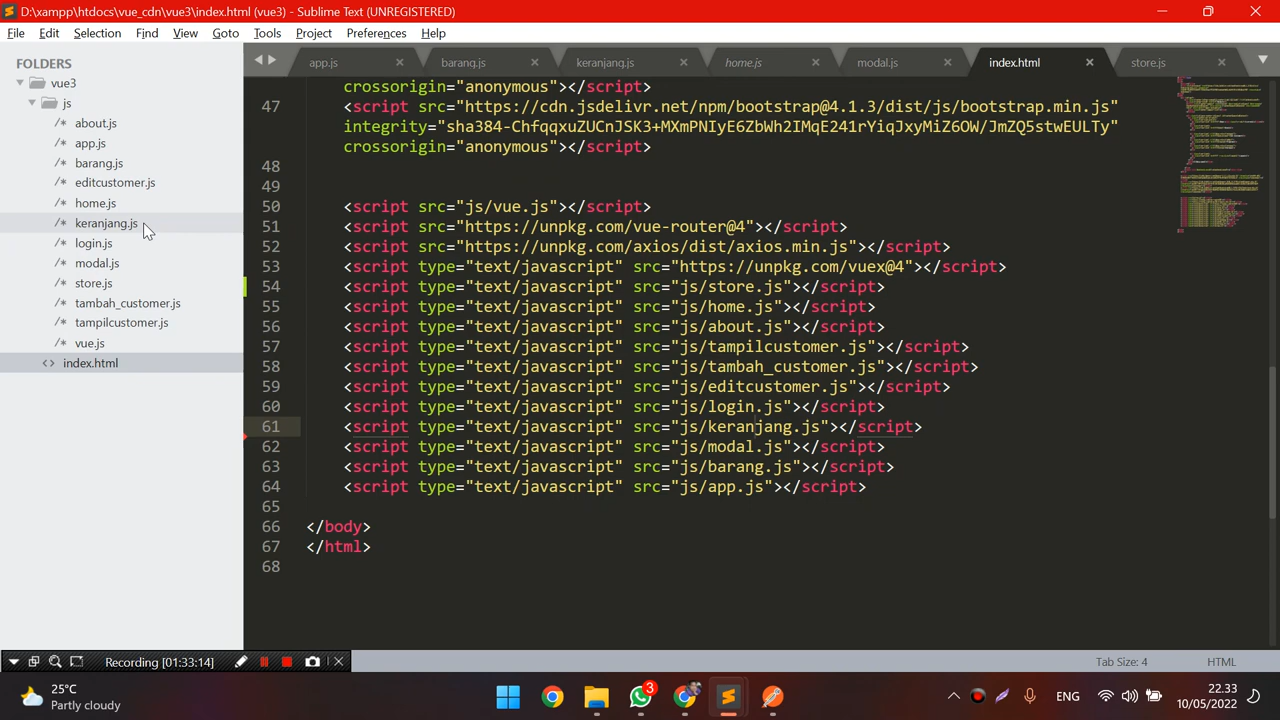 D:\xampp\htdocs\vue_cdn\vue3\index.html (vue3) - Sublime Text (UNREGISTERED)
File Edit Selection Find View Goto Tools Project Preferences Help
FOLDERS
vue3
js
/* about.js
/* app.js
/* barang.js
/* editcustomer.js
/* home.js
/* keranjang.js
/* login.js
/* modal.js
/* store.js
/* tambah_customer.js
/* tampilcustomer.js
/* vue.js
<> index.html
app.js barang.js keranjang.js home.js modal.js index.html store.js
crossorigin="anonymous"></script>
47 <script src="https://cdn.jsdelivr.net/npm/bootstrap@4.1.3/dist/js/bootstrap.min.js"
integrity="sha384-ChfqqxuZUCnJSK3+MXmPNIyE6ZbWh2IMqE241rYiqJxyMiZ6OW/JmZQ5stwEULTy"
crossorigin="anonymous"></script>
48
49
50 <script src="js/vue.js"></script>
51 <script src="https://unpkg.com/vue-router@4"></script>
52 <script src="https://unpkg.com/axios/dist/axios.min.js"></script>
53 <script type="text/javascript" src="https://unpkg.com/vuex@4"></script>
54 <script type="text/javascript" src="js/store.js"></script>
55 <script type="text/javascript" src="js/home.js"></script>
56 <script type="text/javascript" src="js/about.js"></script>
57 <script type="text/javascript" src="js/tampilcustomer.js"></script>
58 <script type="text/javascript" src="js/tambah_customer.js"></script>
59 <script type="text/javascript" src="js/editcustomer.js"></script>
60 <script type="text/javascript" src="js/login.js"></script>
61 <script type="text/javascript" src="js/keranjang.js"></script>
62 <script type="text/javascript" src="js/modal.js"></script>
63 <script type="text/javascript" src="js/barang.js"></script>
64 <script type="text/javascript" src="js/app.js"></script>
65
66 </body>
67 </html>
68
Recording [01:33:14]
Tab Size: 4 HTML
25°C
Partly cloudy
3
ENG
22.33
10/05/2022